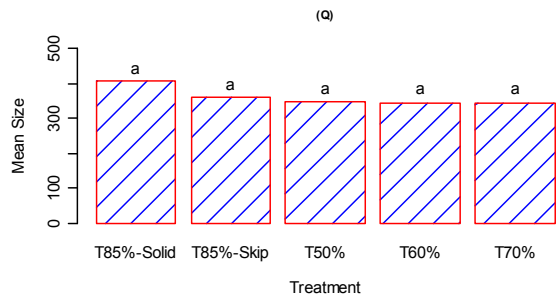 (Q)
500
300
100
0
Mean Size
a a a a a
T85%-Solid T85%-Skip T50% T60% T70%
Treatment